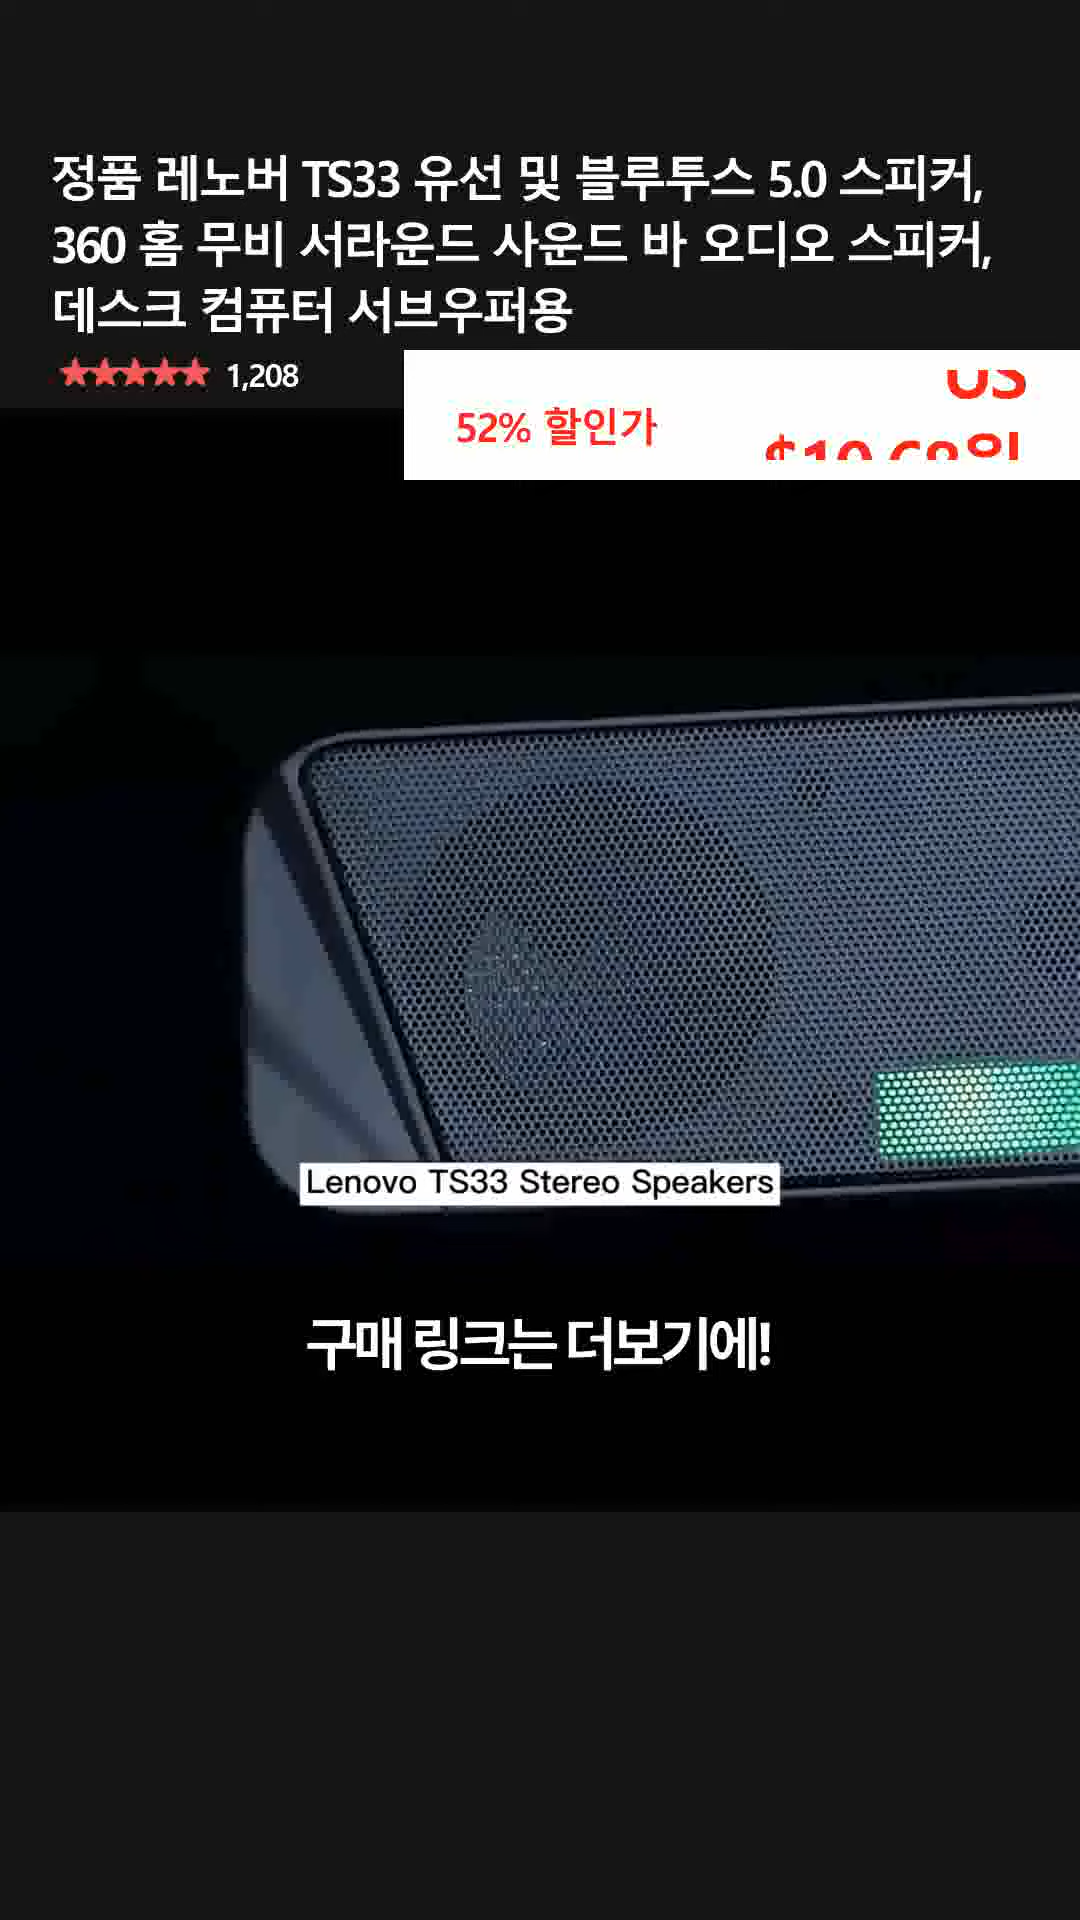 정품 레노버 TS33 유선 및 블루투스 5.0 스피커,
360 홈 무비 서라운드 사운드 바 오디오 스피커,
데스크 컴퓨터 서브우퍼용
1,208
52% 할인가
US
Lenovo TS33 Stereo Speakers
구매 링크는 더보기에!